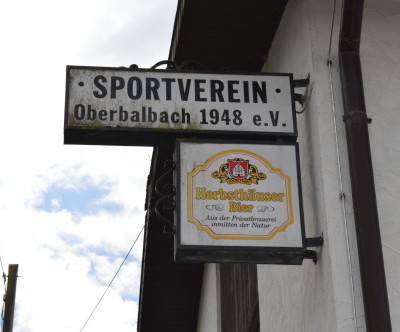 · SPORTVEREIN ·
Oberbalbach 1948 e.V.
Herbsthäuser
Bier
Aus der Privatbrauerei
inmitten der Natur